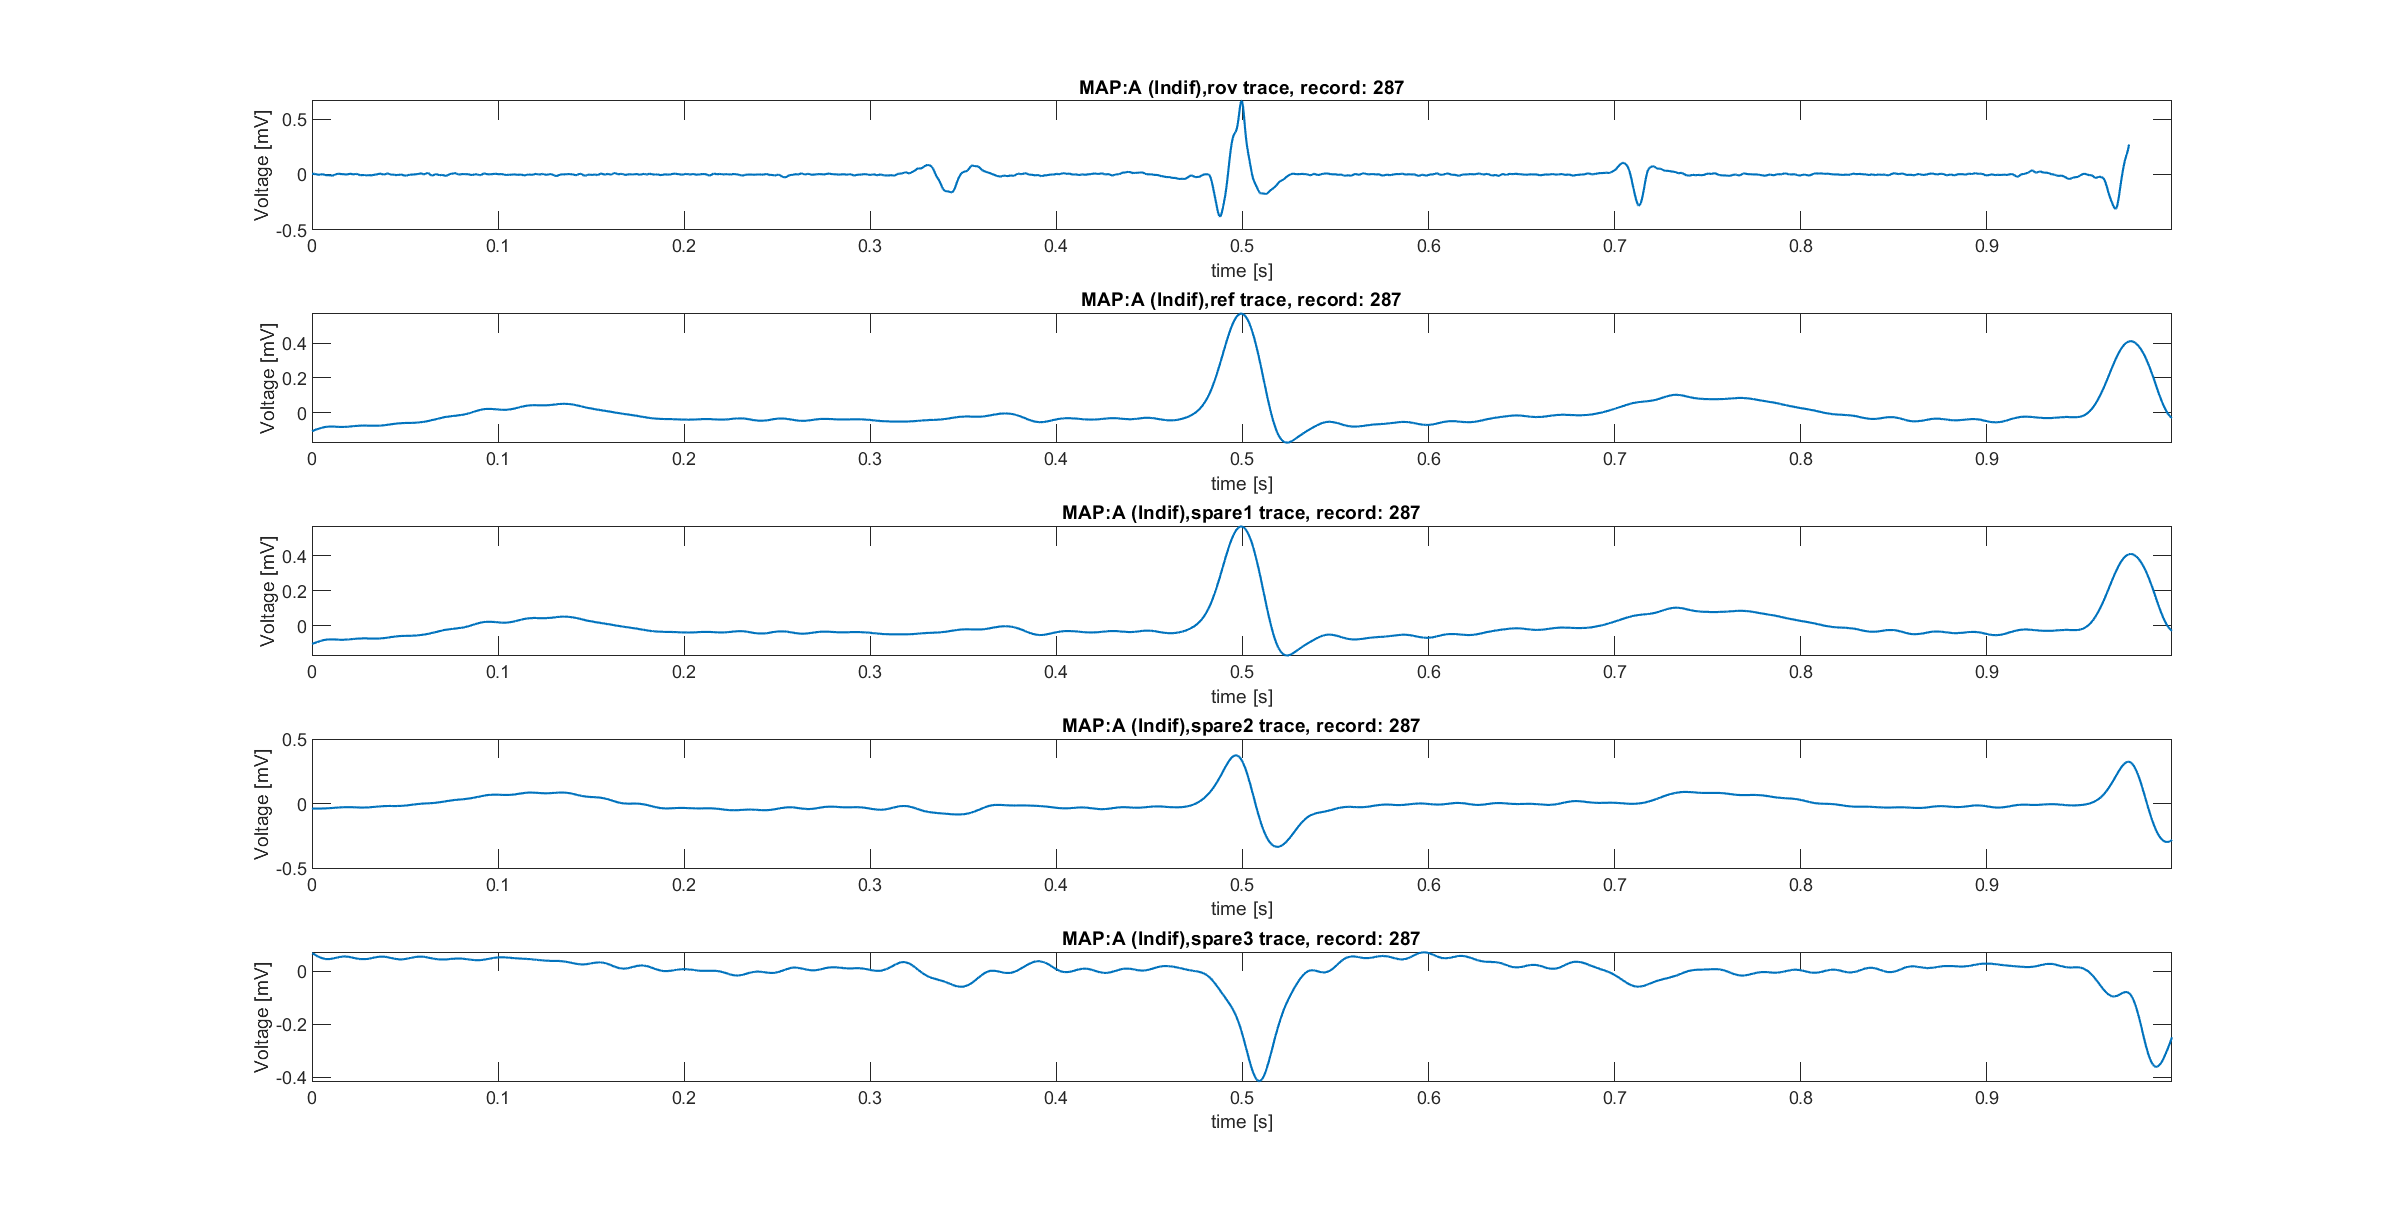 MAP:A (Indif),rov trace, record: 287
Voltage [mV]
0.5
0
-0.5
0 0.1 0.2 0.3 0.4 0.5 0.6 0.7 0.8 0.9
time [s]
MAP:A (Indif),ref trace, record: 287
Voltage [mV]
0.4
0.2
0
0 0.1 0.2 0.3 0.4 0.5 0.6 0.7 0.8 0.9
time [s]
MAP:A (Indif),spare1 trace, record: 287
Voltage [mV]
0.4
0.2
0
0 0.1 0.2 0.3 0.4 0.5 0.6 0.7 0.8 0.9
time [s]
MAP:A (Indif),spare2 trace, record: 287
Voltage [mV]
0.5
0
-0.5
0 0.1 0.2 0.3 0.4 0.5 0.6 0.7 0.8 0.9
time [s]
MAP:A (Indif),spare3 trace, record: 287
Voltage [mV]
0
-0.2
-0.4
0 0.1 0.2 0.3 0.4 0.5 0.6 0.7 0.8 0.9
time [s]